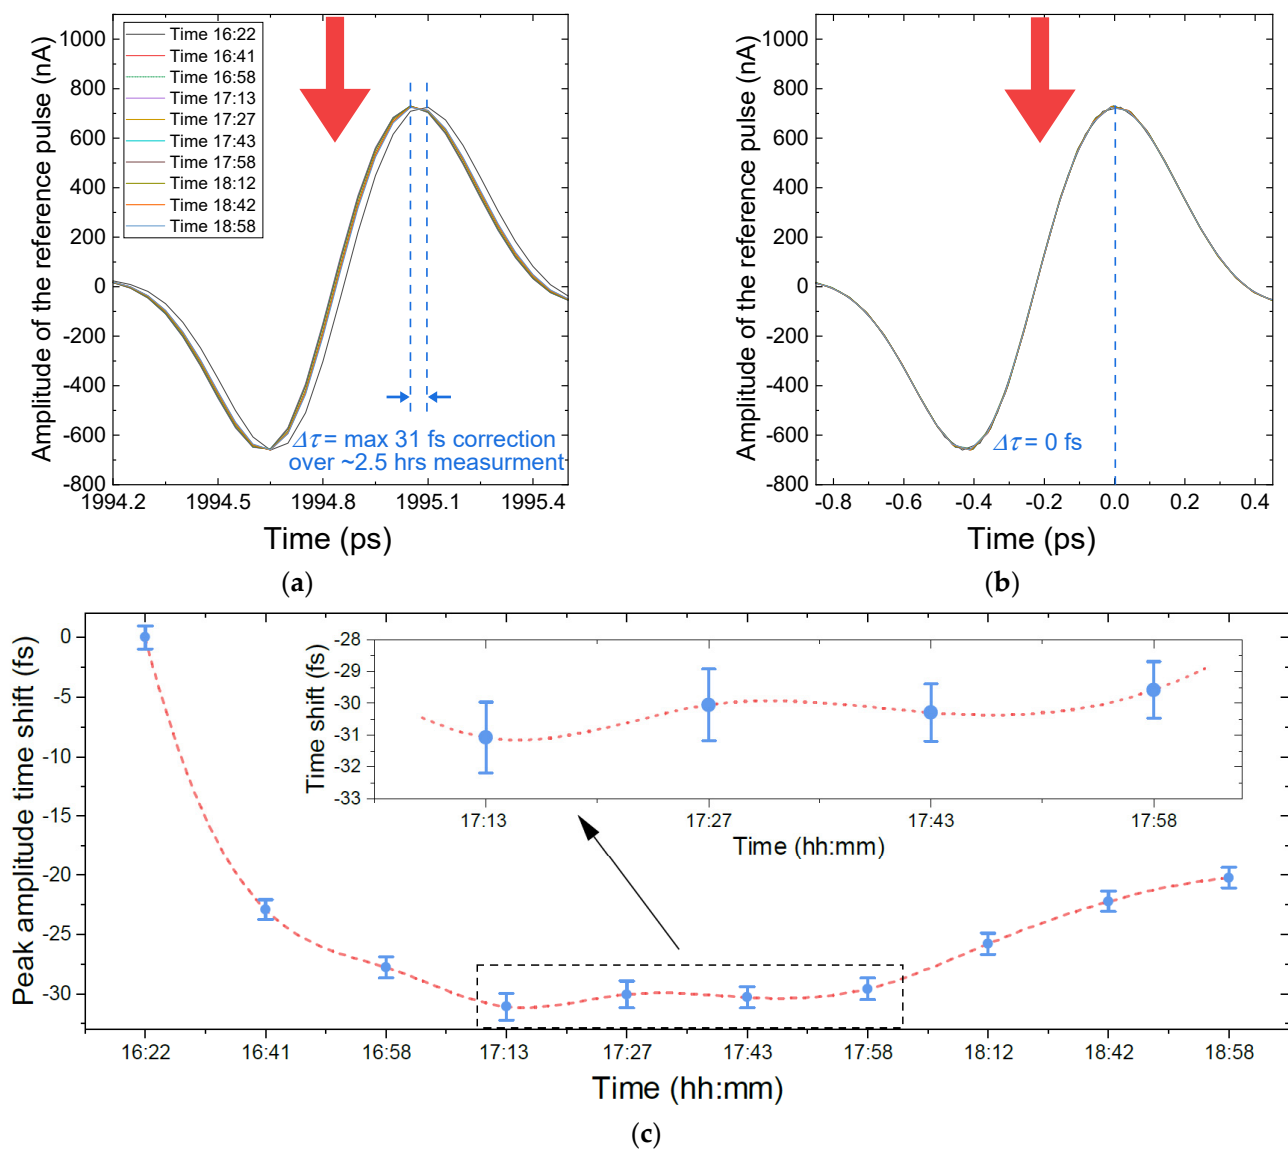 Amplitude of the reference pulse (nA)
1000
800
600
400
200
0
-200
-400
-600
-800
Time 16:22
Time 16:41
Time 16:58
Time 17:13
Time 17:27
Time 17:43
Time 17:58
Time 18:12
Time 18:42
Time 18:58
Δτ = max 31 fs correction
over ~2.5 hrs measurment
1994.2 1994.5 1994.8 1995.1 1995.4
Time (ps)
(a)
Amplitude of the reference pulse (nA)
1000
800
600
400
200
0
-200
-400
-600
-800
Δτ = 0 fs
-0.8 -0.6 -0.4 -0.2 0.0 0.2 0.4
Time (ps)
(b)
Peak amplitude time shift (fs)
0
-5
-10
-15
-20
-25
-30
Time shift (fs)
-28
-29
-30
-31
-32
-33
17:13 17:27 17:43 17:58
Time (hh:mm)
16:22 16:41 16:58 17:13 17:27 17:43 17:58 18:12 18:42 18:58
Time (hh:mm)
(c)